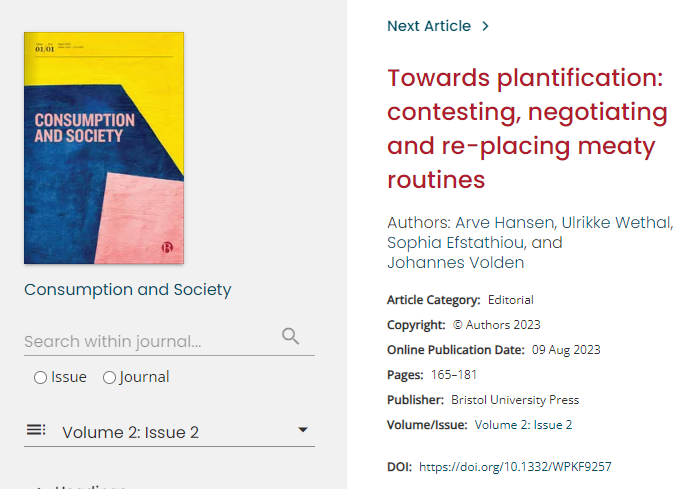 01/01
CONSUMPTION
AND SOCIETY
Consumption and Society
Search within journal...
Issue
Journal
Volume 2: Issue 2
Headings
Next Article
Towards plantification:
contesting, negotiating
and re-placing meaty
routines
Authors: Arve Hansen, Ulrikke Wethal,
Sophia Efstathiou, and
Johannes Volden
Article Category: Editorial
Copyright: © Authors 2023
Online Publication Date: 09 Aug 2023
Pages: 165–181
Publisher: Bristol University Press
Volume/Issue: Volume 2: Issue 2
DOI: https://doi.org/10.1332/WPKF9257